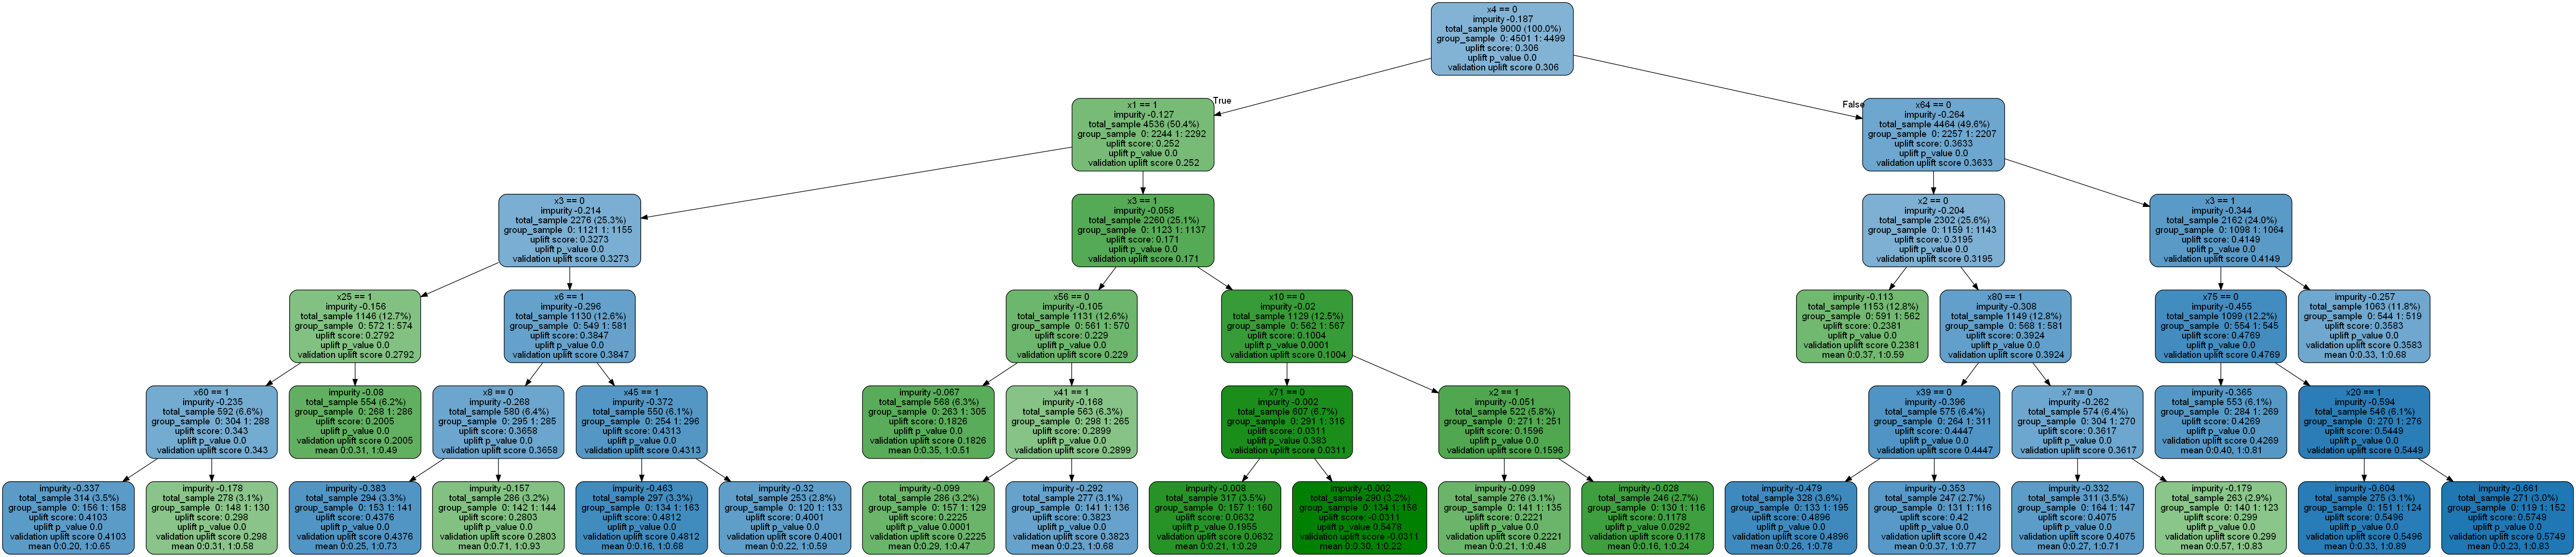 x4 == 0
impurity -0.187
total_sample 9000 (100.0%)
group_sample 0: 4501 1: 4499
uplift score: 0.306
uplift p_value 0.0
validation uplift score 0.306
True
False
x1 == 1
impurity -0.127
total_sample 4536 (50.4%)
group_sample 0: 2244 1: 2292
uplift score: 0.252
uplift p_value 0.0
validation uplift score 0.252
x64 == 0
impurity -0.264
total_sample 4464 (49.6%)
group_sample 0: 2257 1: 2207
uplift score: 0.3633
uplift p_value 0.0
validation uplift score 0.3633
x3 == 0
impurity -0.214
total_sample 2276 (25.3%)
group_sample 0: 1121 1: 1155
uplift score: 0.3273
uplift p_value 0.0
validation uplift score 0.3273
x3 == 1
impurity -0.058
total_sample 2260 (25.1%)
group_sample 0: 1123 1: 1137
uplift score: 0.171
uplift p_value 0.0
validation uplift score 0.171
x2 == 0
impurity -0.204
total_sample 2302 (25.6%)
group_sample 0: 1159 1: 1143
uplift score: 0.3195
uplift p_value 0.0
validation uplift score 0.3195
x3 == 1
impurity -0.344
total_sample 2162 (24.0%)
group_sample 0: 1098 1: 1064
uplift score: 0.4149
uplift p_value 0.0
validation uplift score 0.4149
x25 == 1
impurity -0.156
total_sample 1146 (12.7%)
group_sample 0: 572 1: 574
uplift score: 0.2792
uplift p_value 0.0
validation uplift score 0.2792
x6 == 1
impurity -0.296
total_sample 1130 (12.6%)
group_sample 0: 549 1: 581
uplift score: 0.3847
uplift p_value 0.0
validation uplift score 0.3847
x56 == 0
impurity -0.105
total_sample 1131 (12.6%)
group_sample 0: 561 1: 570
uplift score: 0.229
uplift p_value 0.0
validation uplift score 0.229
x10 == 0
impurity -0.02
total_sample 1129 (12.5%)
group_sample 0: 562 1: 567
uplift score: 0.1004
uplift p_value 0.0001
validation uplift score 0.1004
impurity -0.113
total_sample 1153 (12.8%)
group_sample 0: 591 1: 562
uplift score: 0.2381
uplift p_value 0.0
validation uplift score 0.2381
mean 0:0.37, 1:0.59
x80 == 1
impurity -0.308
total_sample 1149 (12.8%)
group_sample 0: 568 1: 581
uplift score: 0.3924
uplift p_value 0.0
validation uplift score 0.3924
x75 == 0
impurity -0.455
total_sample 1099 (12.2%)
group_sample 0: 554 1: 545
uplift score: 0.4769
uplift p_value 0.0
validation uplift score 0.4769
impurity -0.257
total_sample 1063 (11.8%)
group_sample 0: 544 1: 519
uplift score: 0.3583
uplift p_value 0.0
validation uplift score 0.3583
mean 0:0.33, 1:0.68
x60 == 1
impurity -0.235
total_sample 592 (6.6%)
group_sample 0: 304 1: 288
uplift score: 0.343
uplift p_value 0.0
validation uplift score 0.343
impurity -0.08
total_sample 554 (6.2%)
group_sample 0: 268 1: 286
uplift score: 0.2005
uplift p_value 0.0
validation uplift score 0.2005
mean 0:0.31, 1:0.49
x8 == 0
impurity -0.268
total_sample 580 (6.4%)
group_sample 0: 295 1: 285
uplift score: 0.3658
uplift p_value 0.0
validation uplift score 0.3658
x45 == 1
impurity -0.372
total_sample 550 (6.1%)
group_sample 0: 254 1: 296
uplift score: 0.4313
uplift p_value 0.0
validation uplift score 0.4313
impurity -0.067
total_sample 568 (6.3%)
group_sample 0: 263 1: 305
uplift score: 0.1826
uplift p_value 0.0
validation uplift score 0.1826
mean 0:0.35, 1:0.51
x41 == 1
impurity -0.168
total_sample 563 (6.3%)
group_sample 0: 298 1: 265
uplift score: 0.2899
uplift p_value 0.0
validation uplift score 0.2899
x71 == 0
impurity -0.002
total_sample 607 (6.7%)
group_sample 0: 291 1: 316
uplift score: 0.0311
uplift p_value 0.383
validation uplift score 0.0311
x2 == 1
impurity -0.051
total_sample 522 (5.8%)
group_sample 0: 271 1: 251
uplift score: 0.1596
uplift p_value 0.0
validation uplift score 0.1596
x39 == 0
impurity -0.396
total_sample 575 (6.4%)
group_sample 0: 264 1: 311
uplift score: 0.4447
uplift p_value 0.0
validation uplift score 0.4447
x7 == 0
impurity -0.262
total_sample 574 (6.4%)
group_sample 0: 304 1: 270
uplift score: 0.3617
uplift p_value 0.0
validation uplift score 0.3617
impurity -0.365
total_sample 553 (6.1%)
group_sample 0: 284 1: 269
uplift score: 0.4269
uplift p_value 0.0
validation uplift score 0.4269
mean 0:0.40, 1:0.81
x20 == 1
impurity -0.594
total_sample 546 (6.1%)
group_sample 0: 270 1: 276
uplift score: 0.5449
uplift p_value 0.0
validation uplift score 0.5449
impurity -0.337
total_sample 314 (3.5%)
group_sample 0: 156 1: 158
uplift score: 0.4103
uplift p_value 0.0
validation uplift score 0.4103
mean 0:0.20, 1:0.65
impurity -0.178
total_sample 278 (3.1%)
group_sample 0: 148 1: 130
uplift score: 0.298
uplift p_value 0.0
validation uplift score 0.298
mean 0:0.31, 1:0.58
impurity -0.383
total_sample 294 (3.3%)
group_sample 0: 153 1: 141
uplift score: 0.4376
uplift p_value 0.0
validation uplift score 0.4376
mean 0:0.25, 1:0.73
impurity -0.157
total_sample 286 (3.2%)
group_sample 0: 142 1: 144
uplift score: 0.2803
uplift p_value 0.0
validation uplift score 0.2803
mean 0:0.71, 1:0.93
impurity -0.463
total_sample 297 (3.3%)
group_sample 0: 134 1: 163
uplift score: 0.4812
uplift p_value 0.0
validation uplift score 0.4812
mean 0:0.16, 1:0.68
impurity -0.32
total_sample 253 (2.8%)
group_sample 0: 120 1: 133
uplift score: 0.4001
uplift p_value 0.0
validation uplift score 0.4001
mean 0:0.22, 1:0.59
impurity -0.099
total_sample 286 (3.2%)
group_sample 0: 157 1: 129
uplift score: 0.2225
uplift p_value 0.0001
validation uplift score 0.2225
mean 0:0.29, 1:0.47
impurity -0.292
total_sample 277 (3.1%)
group_sample 0: 141 1: 136
uplift score: 0.3823
uplift p_value 0.0
validation uplift score 0.3823
mean 0:0.23, 1:0.68
impurity -0.008
total_sample 317 (3.5%)
group_sample 0: 157 1: 160
uplift score: 0.0632
uplift p_value 0.1955
validation uplift score 0.0632
mean 0:0.21, 1:0.29
impurity -0.002
total_sample 290 (3.2%)
group_sample 0: 134 1: 156
uplift score: -0.0311
uplift p_value 0.5478
validation uplift score -0.0311
mean 0:0.30, 1:0.22
impurity -0.099
total_sample 276 (3.1%)
group_sample 0: 141 1: 135
uplift score: 0.2221
uplift p_value 0.0
validation uplift score 0.2221
mean 0:0.21, 1:0.48
impurity -0.028
total_sample 246 (2.7%)
group_sample 0: 130 1: 116
uplift score: 0.1178
uplift p_value 0.0292
validation uplift score 0.1178
mean 0:0.16, 1:0.24
impurity -0.479
total_sample 328 (3.6%)
group_sample 0: 133 1: 195
uplift score: 0.4896
uplift p_value 0.0
validation uplift score 0.4896
mean 0:0.26, 1:0.78
impurity -0.353
total_sample 247 (2.7%)
group_sample 0: 131 1: 116
uplift score: 0.42
uplift p_value 0.0
validation uplift score 0.42
mean 0:0.37, 1:0.77
impurity -0.332
total_sample 311 (3.5%)
group_sample 0: 164 1: 147
uplift score: 0.4075
uplift p_value 0.0
validation uplift score 0.4075
mean 0:0.27, 1:0.71
impurity -0.179
total_sample 263 (2.9%)
group_sample 0: 140 1: 123
uplift score: 0.299
uplift p_value 0.0
validation uplift score 0.299
mean 0:0.57, 1:0.83
impurity -0.604
total_sample 275 (3.1%)
group_sample 0: 151 1: 124
uplift score: 0.5496
uplift p_value 0.0
validation uplift score 0.5496
mean 0:0.33, 1:0.89
impurity -0.661
total_sample 271 (3.0%)
group_sample 0: 119 1: 152
uplift score: 0.5749
uplift p_value 0.0
validation uplift score 0.5749
mean 0:0.23, 1:0.83